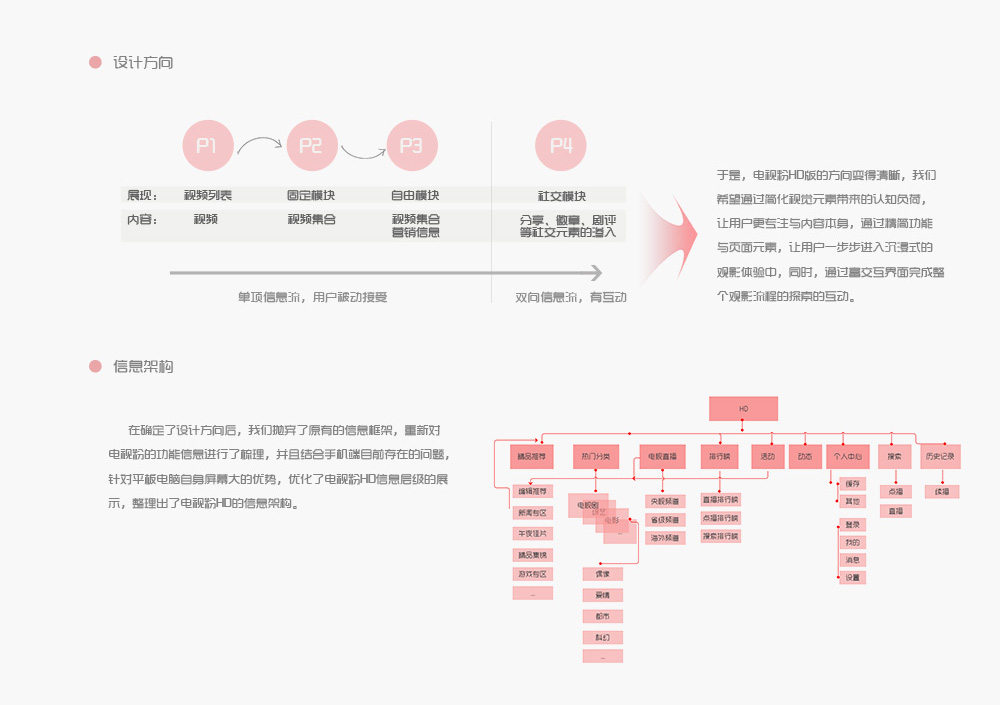 设计方向
P1
P2
P3
P4
展现： 视频列表 固定模块 自由模块 社交模块
内容： 视频 视频集合 视频集合
营销信息
分享、徽章、剧评
等社交元素的渗入
单项信息流，用户被动接受
双向信息流，有互动
于是，电视粉HD版的方向变得清晰，我们
希望通过简化视觉元素带来的认知负荷，
让用户更专注与内容本身，通过精简功能
与页面元素，让用户一步步进入沉浸式的
观影体验中，同时，通过富交互界面完成整
个观影流程的探索的互动。
信息架构
在确定了设计方向后，我们抛弃了原有的信息框架，重新对
电视粉的功能信息进行了梳理，并且结合手机端目前存在的问题，
针对平板电脑自身屏幕大的优势，优化了电视粉HD信息层级的展
示，整理出了电视粉HD的信息架构。
HD
精品推荐
热门分类
电视直播
排行榜
活动
动态
个人中心
搜索
历史记录
编辑推荐
新闻专区
午夜佳片
精品集锦
游戏专区
...
电视剧
综艺
电影
...
偶像
爱情
都市
科幻
...
央视频道
省级频道
海外频道
直播排行榜
点播排行榜
搜索排行榜
缓存
其他
登录
我的
消息
设置
点播
直播
续播